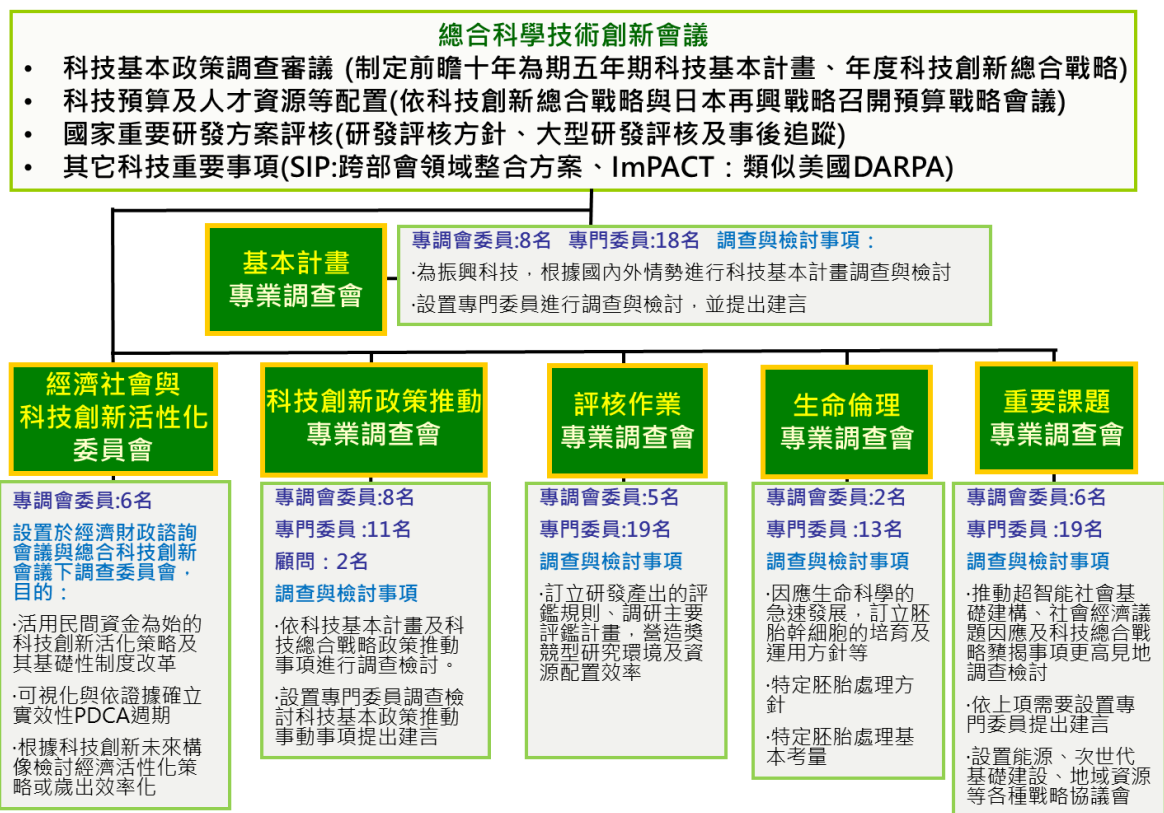 總合科學技術創新會議
• 科技基本政策調查審議 (制定前瞻十年為期五年期科技基本計畫、年度科技創新總合戰略)
• 科技預算及人才資源等配置(依科技創新總合戰略與日本再興戰略召開預算戰略會議)
• 國家重要研發方案評核(研發評核方針、大型研發評核及事後追蹤)
• 其它科技重要事項(SIP:跨部會領域整合方案、ImPACT：類似美國DARPA)
基本計畫
專業調查會
專調會委員:8名 專門委員:18名 調查與檢討事項：
‧為振興科技，根據國內外情勢進行科技基本計畫調查與檢討
‧設置專門委員進行調查與檢討，並提出建言
經濟社會與
科技創新活性化
委員會
專調會委員:6名
設置於經濟財政諮詢
會議與總合科技創新
會議下調查委員會，
目的：
‧活用民間資金為始的
科技創新活化策略及
其基礎性制度改革
‧可視化與依證據確立
實效性PDCA週期
‧根據科技創新未來構
像檢討經濟活性化策
略或歲出效率化
科技創新政策推動
專業調查會
專調會委員:8名
專門委員:11名
顧問：2名
調查與檢討事項
‧依科技基本計畫及科
技總合戰略政策推動
事項進行調查檢討。
‧設置專門委員調查檢
討科技基本政策推動
事動事項提出建言
評核作業
專業調查會
專調會委員:5名
專門委員:19名
調查與檢討事項
‧訂立研發產出的評
鑑規則、調研主要
評鑑計畫，營造獎
競型研究環境及資
源配置效率
生命倫理
專業調查會
專調會委員:2名
專門委員:13名
調查與檢討事項
‧因應生命科學的
急速發展，訂立胚
胎幹細胞的培育及
運用方針等
‧特定胚胎處理方
針
‧特定胚胎處理基
本考量
重要課題
專業調查會
專調會委員:6名
專門委員:19名
調查與檢討事項
‧推動超智能社會基
礎建構、社會經濟議
題因應及科技總合戰
略揭事項更高見地
調查檢討
‧依上項需要設置專
門委員提出建言
‧設置能源、次世代
基礎建設、地域資源
等各種戰略協議會